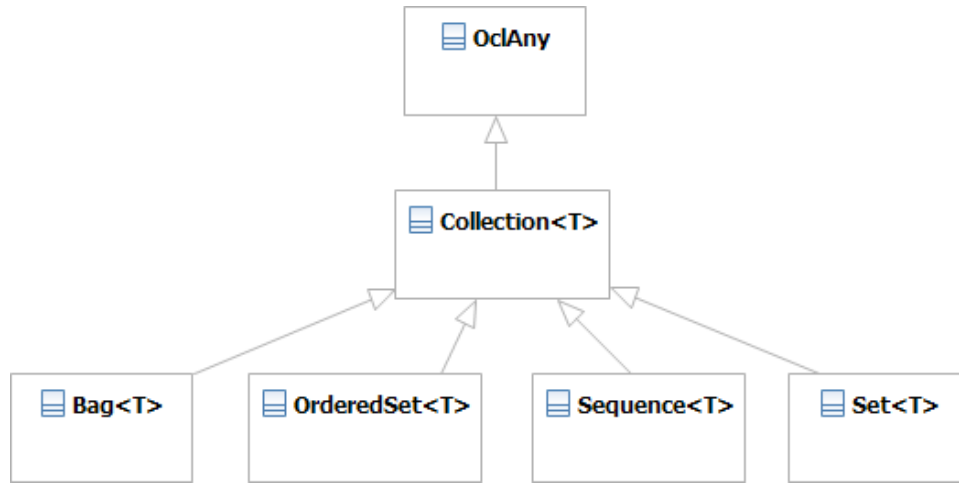 OclAny
Collection<T>
Bag<T>
OrderedSet<T>
Sequence<T>
Set<T>